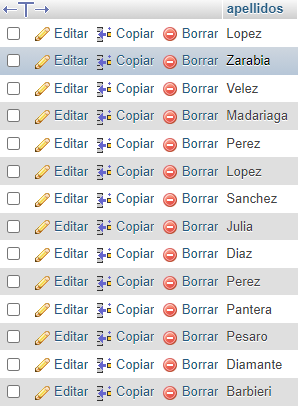 apellidos
Editar Copiar Borrar Lopez
Editar Copiar Borrar Zarabia
Editar Copiar Borrar Velez
Editar Copiar Borrar Madariaga
Editar Copiar Borrar Perez
Editar Copiar Borrar Lopez
Editar Copiar Borrar Sanchez
Editar Copiar Borrar Julia
Editar Copiar Borrar Diaz
Editar Copiar Borrar Perez
Editar Copiar Borrar Pantera
Editar Copiar Borrar Pesaro
Editar Copiar Borrar Diamante
Editar Copiar Borrar Barbieri